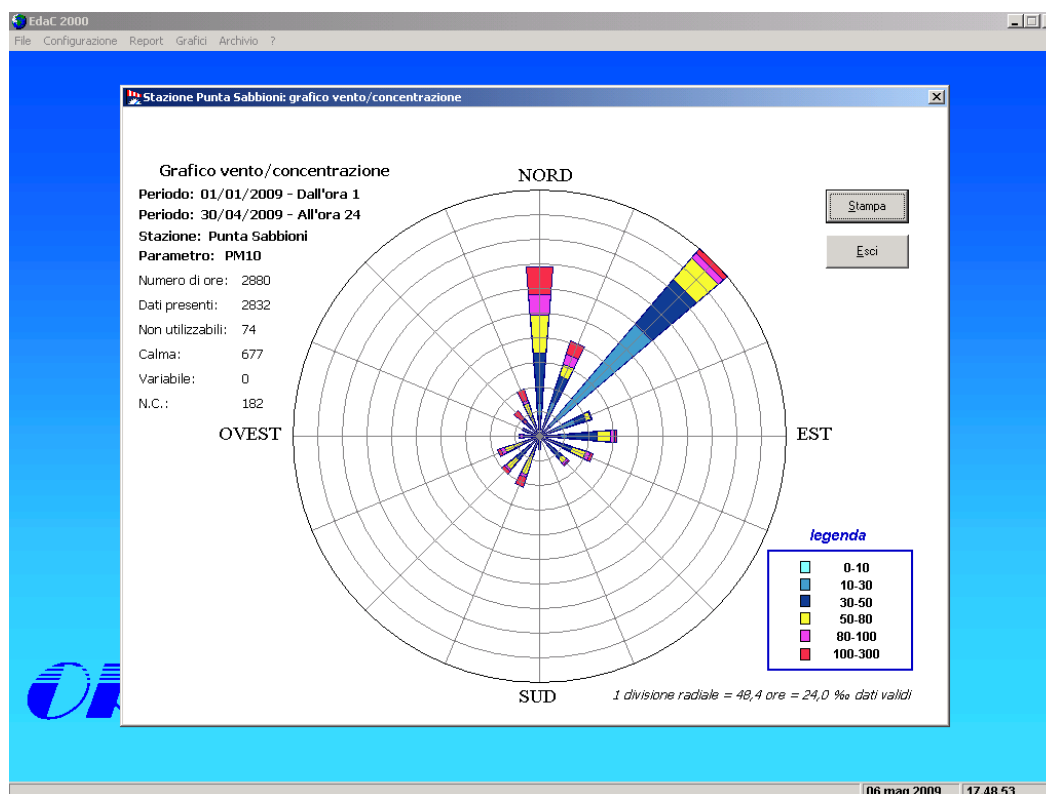 EdaC 2000
File Configurazione Report Grafici Archivio ?
Stazione Punta Sabbioni: grafico vento/concentrazione
Grafico vento/concentrazione
Periodo: 01/01/2009 - Dall'ora 1
Periodo: 30/04/2009 - All'ora 24
Stazione: Punta Sabbioni
Parametro: PM10
Numero di ore: 2880
Dati presenti: 2832
Non utilizzabili: 74
Calma: 677
Variabile: 0
N.C.: 182
NORD
OVEST
EST
SUD
Stampa
Esci
legenda
0-10
10-30
30-50
50-80
80-100
100-300
1 divisione radiale = 48,4 ore = 24,0 ‰ dati validi
06 mag 2009 17.48.53